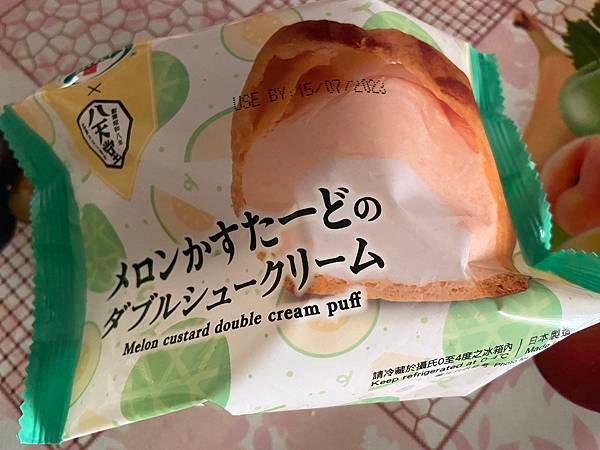 ×
八天堂
USE BY: 15/07/2023
メロンかすたーどの
ダブルシュークリーム
Melon custard double cream puff
請冷藏於攝氏0至4度之冰箱內
Keep refrigerated at 0-4°C
日本製造
Made